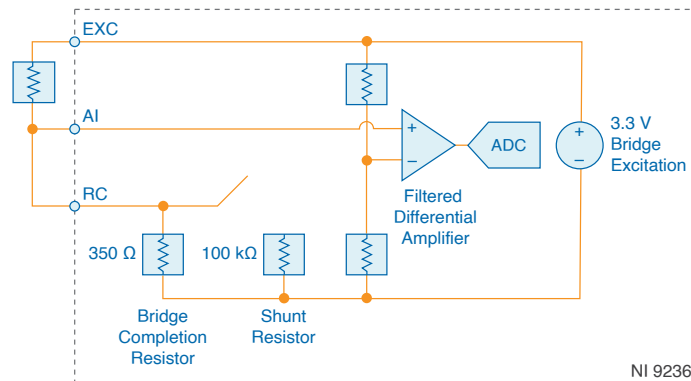 EXC
AI
+
−
ADC
+
−
3.3 V
Bridge
Excitation
Filtered
Differential
Amplifier
RC
350 Ω
100 kΩ
Bridge
Completion
Resistor
Shunt
Resistor
NI 9236